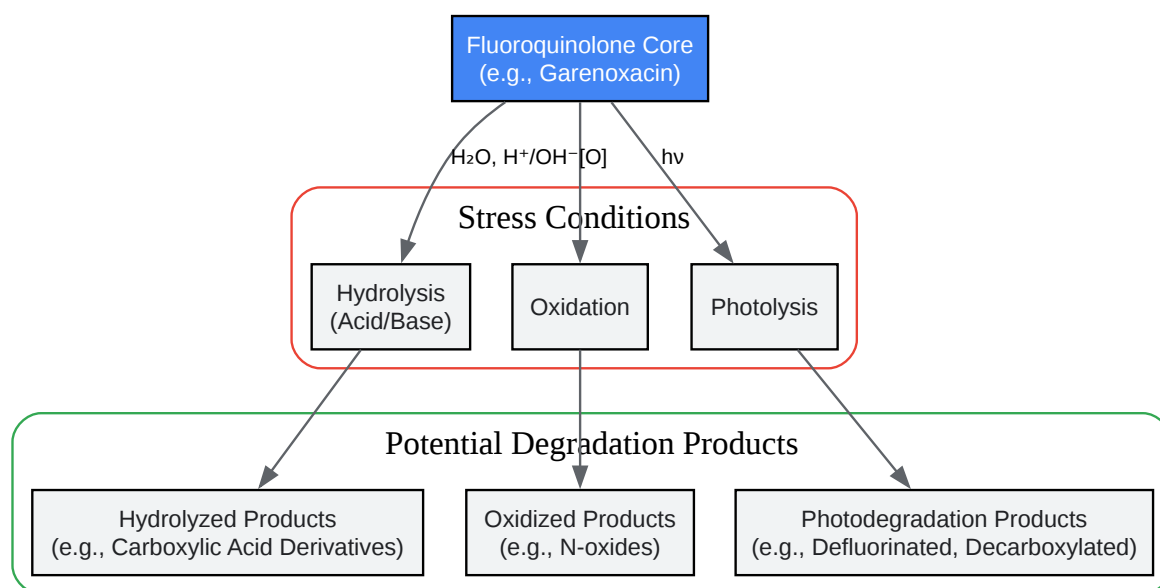 Fluoroquinolone Core
(e.g., Garenoxacin)
H₂O, H⁺/OH⁻
[O]
hν
Stress Conditions
Hydrolysis
(Acid/Base)
Oxidation
Photolysis
Potential Degradation Products
Hydrolyzed Products
(e.g., Carboxylic Acid Derivatives)
Oxidized Products
(e.g., N-oxides)
Photodegradation Products
(e.g., Defluorinated, Decarboxylated)